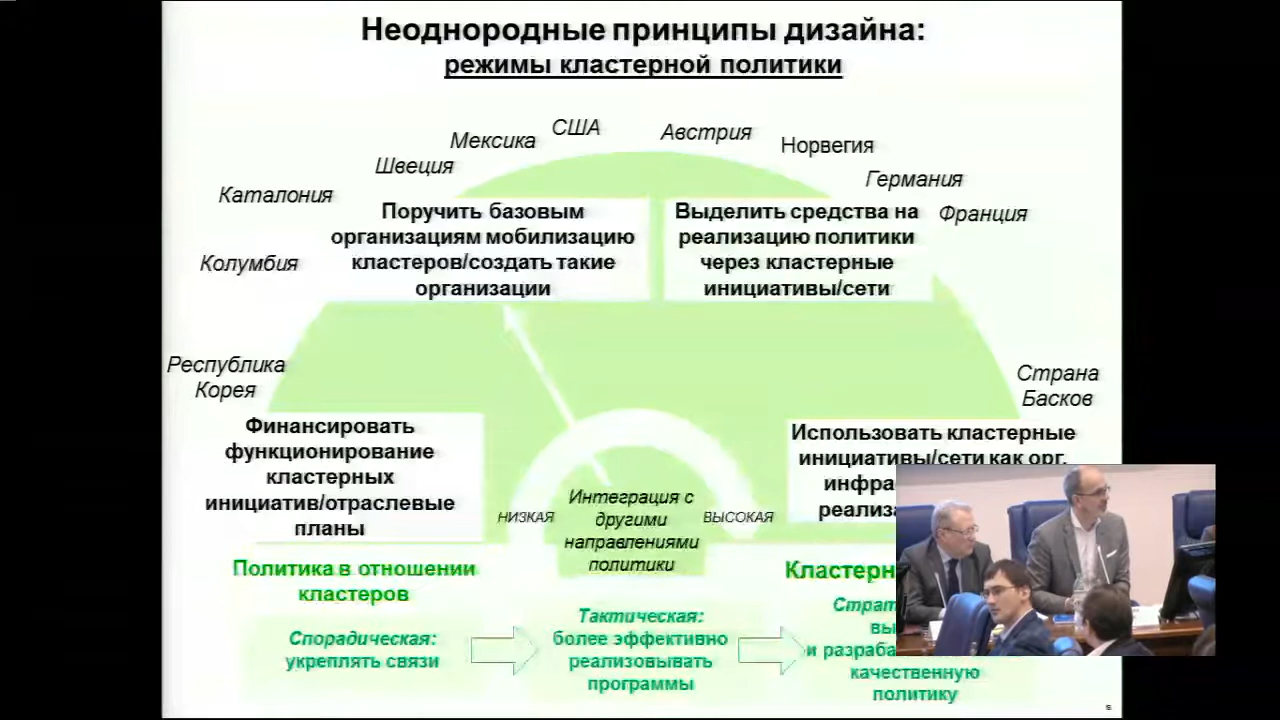 Неоднородные принципы дизайна:
режимы кластерной политики
США
Австрия
Мексика
Норвегия
Швеция
Германия
Каталония
Франция
Колумбия
Поручить базовым
организациям мобилизацию
кластеров/создать такие
организации
Выделить средства на
реализацию политики
через кластерные
инициативы/сети
Республика
Корея
Страна
Басков
Финансировать
функционирование
кластерных
инициатив/отраслевые
планы
НИЗКАЯ
Интеграция с
другими
направлениями
политики
ВЫСОКАЯ
Использовать кластерные
инициативы/сети как орг.
Политика в отношении
кластеров
Спорадическая:
укреплять связи
Тактическая:
более эффективно
реализовывать
программы
и
качественную
политику